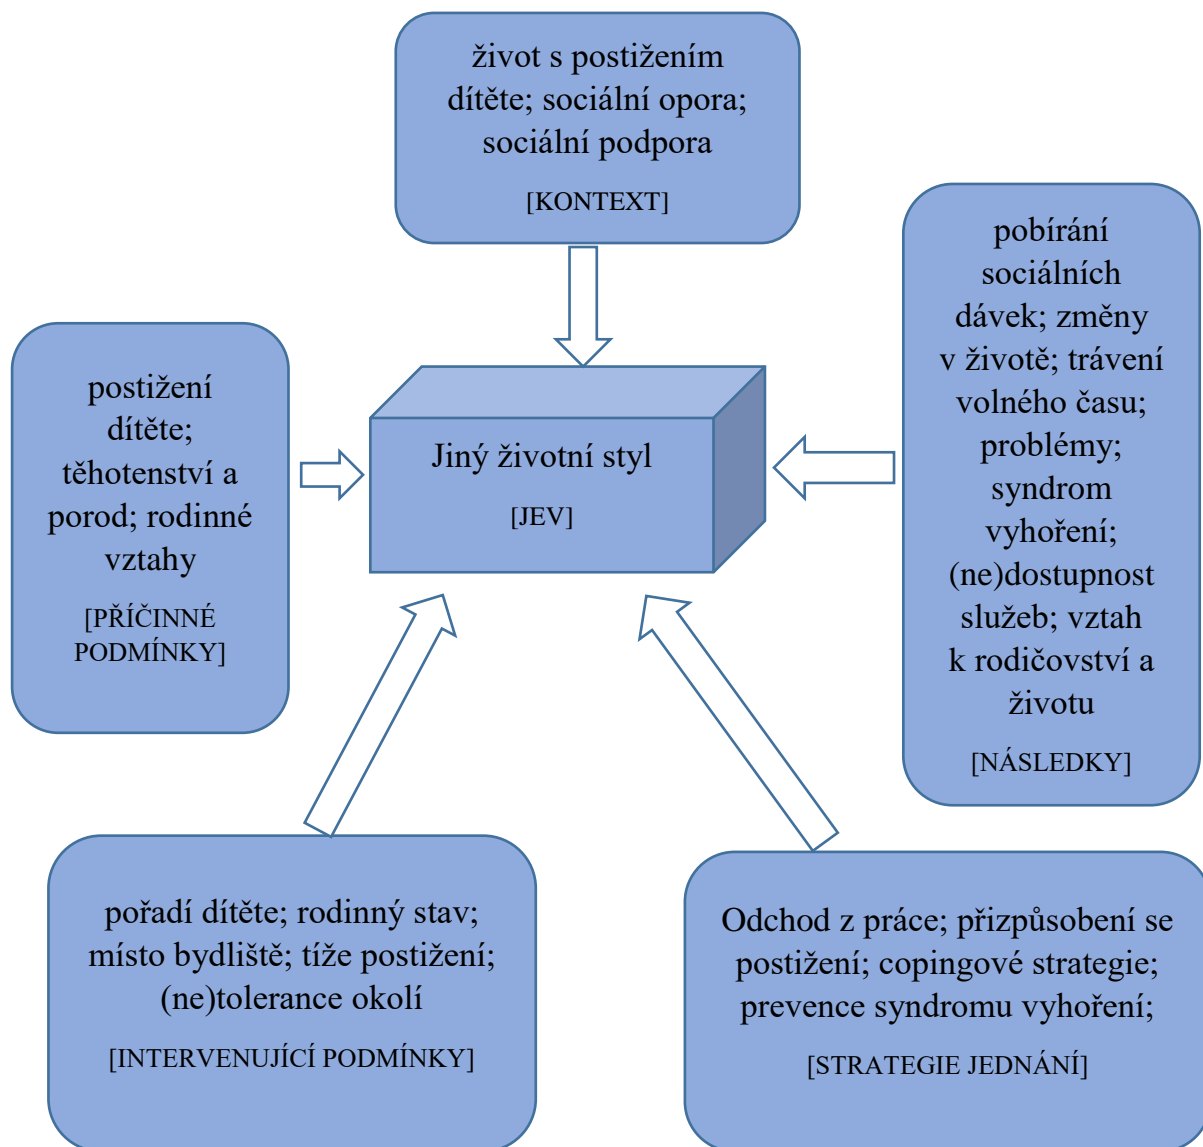 život s postižením
dítěte; sociální opora;
sociální podpora
[KONTEXT]
postižení
dítěte;
těhotenství a
porod; rodinné
vztahy
[PŘÍČINNÉ
PODMÍNKY]
Jiný životní styl
[JEV]
pobírání
sociálních
dávek; změny
v životě; trávení
volného času;
problémy;
syndrom
vyhoření;
(ne)dostupnost
služeb; vztah
k rodičovství a
životu
[NÁSLEDKY]
pořadí dítěte; rodinný stav;
místo bydliště; tíže postižení;
(ne)tolerance okolí
[INTERVENUJÍCÍ PODMÍNKY]
Odchod z práce; přizpůsobení se
postižení; copingové strategie;
prevence syndromu vyhoření;
[STRATEGIE JEDNÁNÍ]